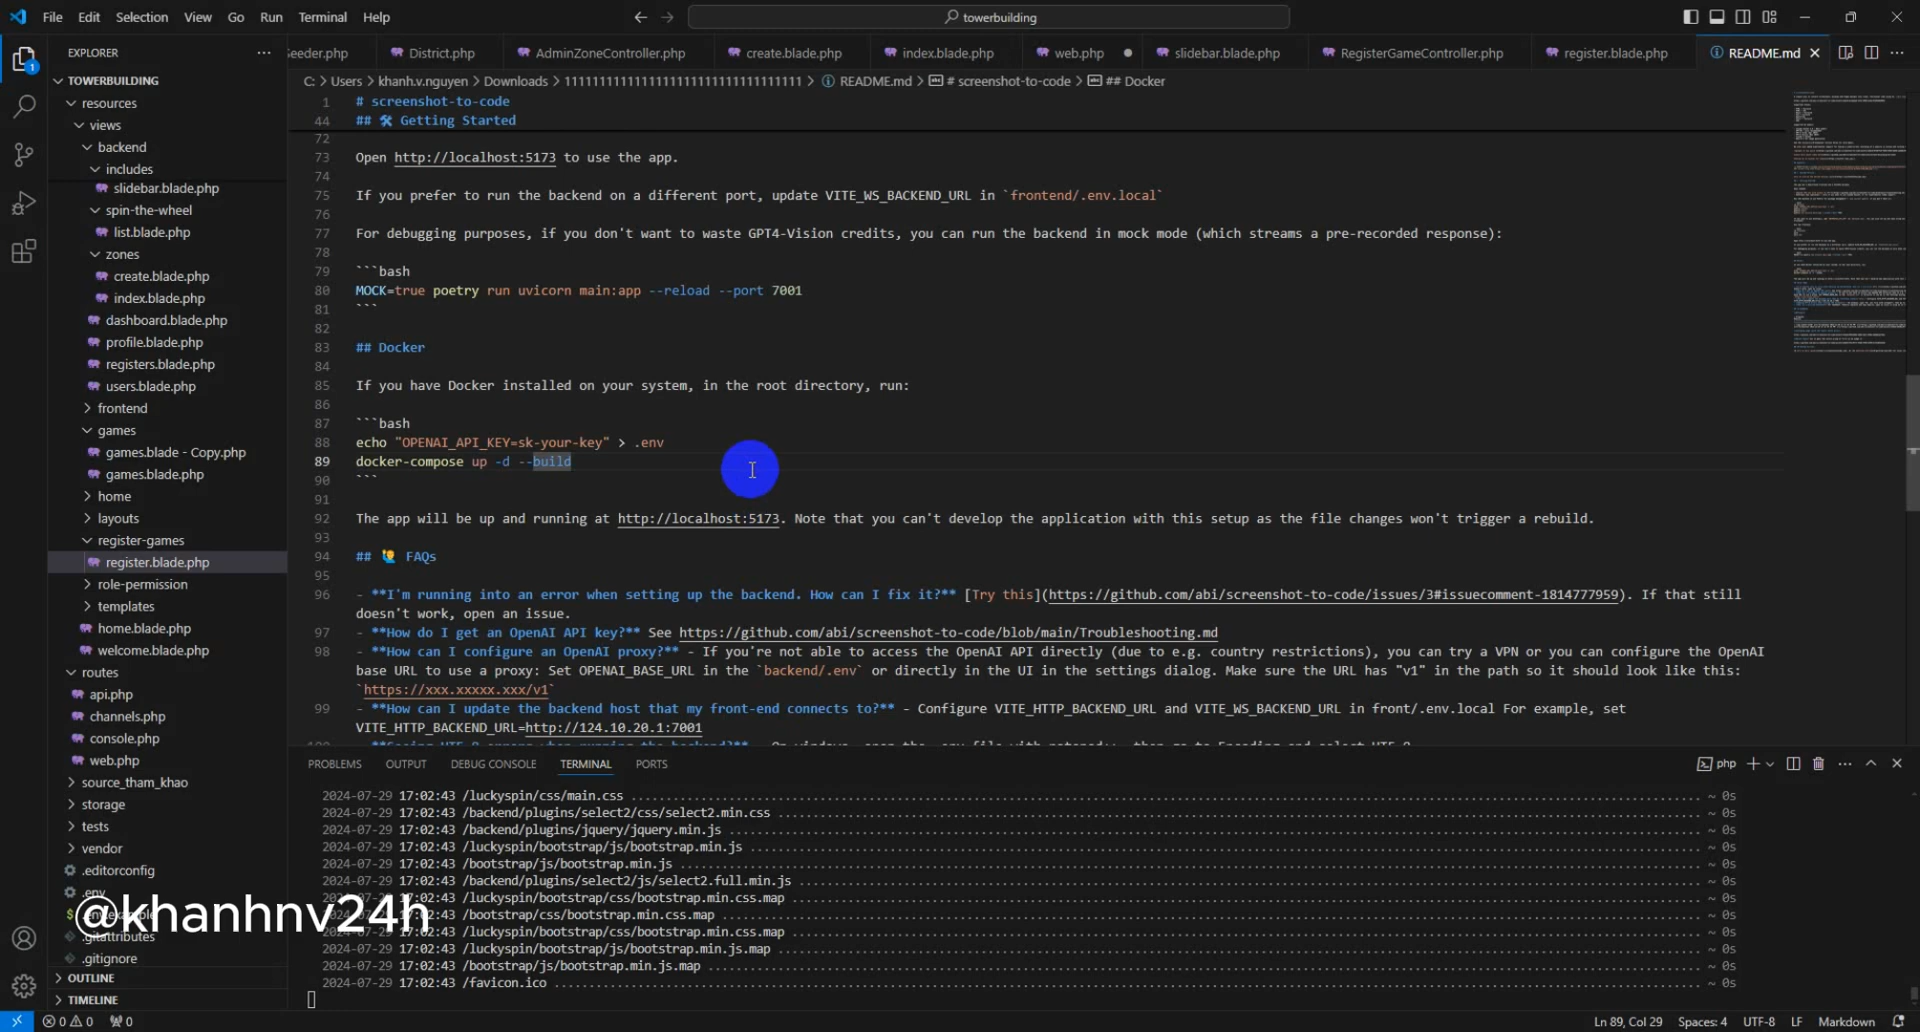 File Edit Selection View Go Run Terminal Help
towerbuilding
EXPLORER
Seeder.php District.php AdminZoneController.php create.blade.php index.blade.php web.php slidebar.blade.php RegisterGameController.php register.blade.php README.md
C: > Users > khanh.v.nguyen > Downloads > > README.md > # screenshot-to-code > ## Docker
1
TOWERBUILDING
resources
views
backend
includes
slidebar.blade.php
spin-the-wheel
list.blade.php
zones
create.blade.php
index.blade.php
dashboard.blade.php
profile.blade.php
registers.blade.php
users.blade.php
frontend
games
games.blade - Copy.php
games.blade.php
home
layouts
register-games
register.blade.php
role-permission
templates
home.blade.php
welcome.blade.php
routes
api.php
channels.php
console.php
web.php
source_tham_khao
storage
tests
vendor
.editorconfig
.env
.env.example
.gitattributes
.gitignore
OUTLINE
TIMELINE
@khanhnv24h
1 # screenshot-to-code
44 ## 🛠 Getting Started
72
73 Open http://localhost:5173 to use the app.
74
75 If you prefer to run the backend on a different port, update VITE_WS_BACKEND_URL in `frontend/.env.local`
76
77 For debugging purposes, if you don't want to waste GPT4-Vision credits, you can run the backend in mock mode (which streams a pre-recorded response):
78
79 ```bash
80 MOCK=true poetry run uvicorn main:app --reload --port 7001
81 ```
82
83 ## Docker
84
85 If you have Docker installed on your system, in the root directory, run:
86
87 ```bash
88 echo "OPENAI_API_KEY=sk-your-key" > .env
89 docker-compose up -d --build
90 ```
91
92 The app will be up and running at http://localhost:5173. Note that you can't develop the application with this setup as the file changes won't trigger a rebuild.
93
94 ## 🙋 FAQs
95
96 - **I'm running into an error when setting up the backend. How can I fix it?** [Try this](https://github.com/abi/screenshot-to-code/issues/3#issuecomment-1814777959). If that still
doesn't work, open an issue.
97 - **How do I get an OpenAI API key?** See https://github.com/abi/screenshot-to-code/blob/main/Troubleshooting.md
98 - **How can I configure an OpenAI proxy?** - If you're not able to access the OpenAI API directly (due to e.g. country restrictions), you can try a VPN or you can configure the OpenAI
base URL to use a proxy: Set OPENAI_BASE_URL in the `backend/.env` or directly in the UI in the settings dialog. Make sure the URL has "v1" in the path so it should look like this:
`https://xxx.xxxxx.xxx/v1`
99 - **How can I update the backend host that my front-end connects to?** - Configure VITE_HTTP_BACKEND_URL and VITE_WS_BACKEND_URL in front/.env.local For example, set
VITE_HTTP_BACKEND_URL=http://124.10.20.1:7001
PROBLEMS OUTPUT DEBUG CONSOLE TERMINAL PORTS
php
2024-07-29 17:02:43 /luckyspin/css/main.css ~ 0s
2024-07-29 17:02:43 /backend/plugins/select2/css/select2.min.css ~ 0s
2024-07-29 17:02:43 /backend/plugins/jquery/jquery.min.js ~ 0s
2024-07-29 17:02:43 /luckyspin/bootstrap/js/bootstrap.min.js ~ 0s
2024-07-29 17:02:43 /bootstrap/js/bootstrap.min.js ~ 0s
2024-07-29 17:02:43 /backend/plugins/select2/js/select2.full.min.js ~ 0s
2024-07-29 17:02:43 /luckyspin/bootstrap/css/bootstrap.min.css.map ~ 0s
2024-07-29 17:02:43 /bootstrap/css/bootstrap.min.css.map ~ 0s
2024-07-29 17:02:43 /luckyspin/bootstrap/css/bootstrap.min.css.map ~ 0s
2024-07-29 17:02:43 /luckyspin/bootstrap/js/bootstrap.min.js.map ~ 0s
2024-07-29 17:02:43 /bootstrap/js/bootstrap.min.js.map ~ 0s
2024-07-29 17:02:43 /favicon.ico ~ 0s
0 0 0
Ln 89, Col 29 Spaces: 4 UTF-8 LF Markdown